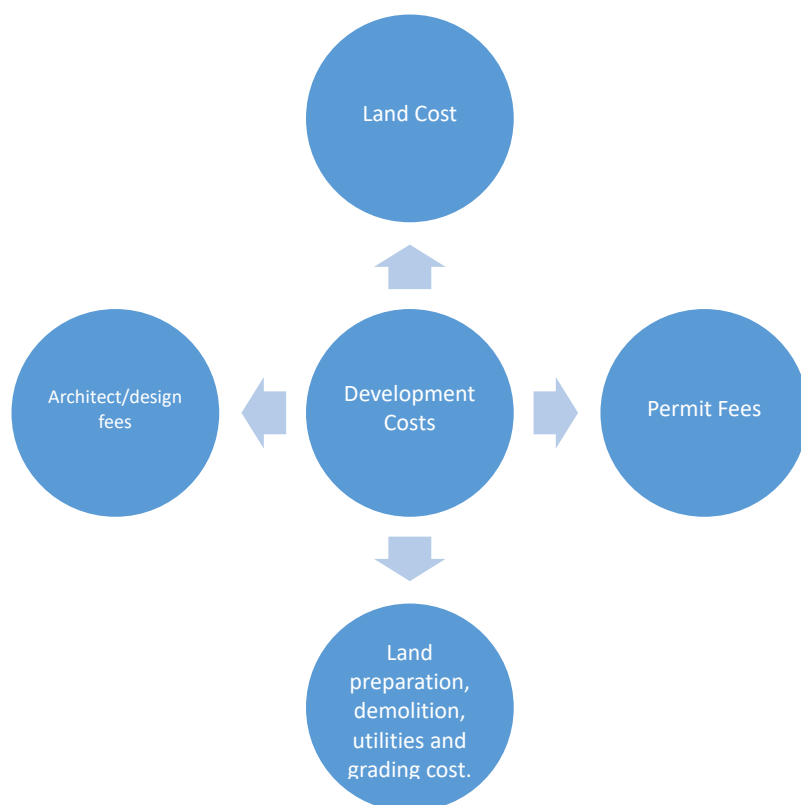 Land Cost
Architect/design
fees
Development
Costs
Permit Fees
Land
preparation,
demolition,
utilities and
grading cost.